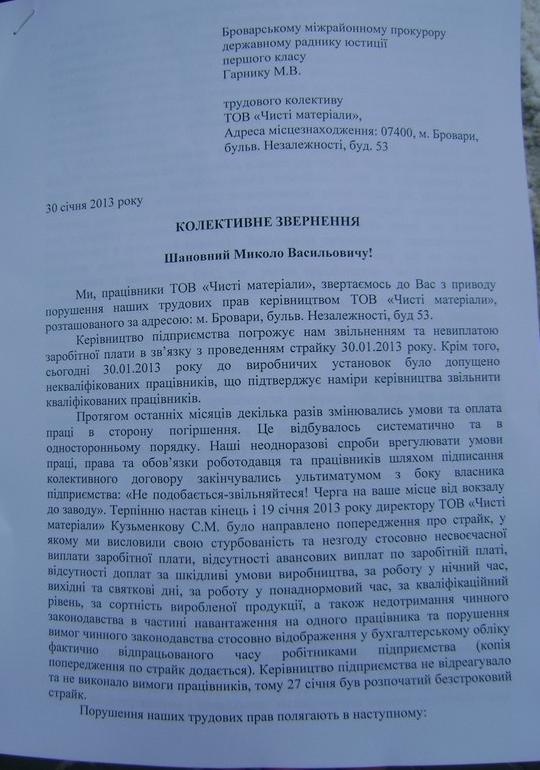 Броварському міжрайонному прокурору
державному раднику юстиції
першого класу
Гарнику М.В.
трудового колективу
ТОВ «Чисті матеріали»,
Адреса місцезнаходження: 07400, м. Бровари,
бульв. Незалежності, буд. 53
30 січня 2013 року
КОЛЕКТИВНЕ ЗВЕРНЕННЯ
Шановний Миколо Васильовичу!
Ми, працівники ТОВ «Чисті матеріали», звертаємось до Вас з приводу
порушення наших трудових прав керівництвом ТОВ «Чисті матеріали»,
розташованого за адресою: м. Бровари, бульв. Незалежності, буд 53.
Керівництво підприємства погрожує нам звільненням та невиплатою
заробітної плати в зв’язку з проведенням страйку 30.01.2013 року. Крім того,
сьогодні 30.01.2013 року до виробничих установок було допущено
некваліфікованих працівників, що підтверджує наміри керівництва звільнити
кваліфікованих працівників.
Протягом останніх місяців декілька разів змінювались умови та оплата
праці в сторону погіршення. Це відбувалось систематично та в
односторонньому порядку. Наші неодноразові спроби врегулювати умови
праці, права та обов’язки роботодавця та працівників шляхом підписання
колективного договору закінчувались ультиматумом з боку власника
підприємства: «Не подобається-звільняйтеся! Черга на ваше місце від вокзалу
до заводу». Терпінню настав кінець і 19 січня 2013 року директору ТОВ «Чисті
матеріали» Кузьменкову С.М. було направлено попередження про страйк, у
якому ми висловили свою стурбованість та незгоду стосовно несвоєчасної
виплати заробітної плати, відсутності авансових виплат по заробітній платі,
відсутності доплат за шкідливі умови виробництва, за роботу у нічний час,
вихідні та святкові дні, за роботу у понаднормовий час, за кваліфікаційний
рівень, за сортність виробленої продукції, а також недотримання чинного
законодавства в частині навантаження на одного працівника та порушення
вимог чинного законодавства стосовно відображення у бухгалтерському обліку
фактично відпрацьованого часу робітниками підприємства (копія
попередження по страйк додається). Керівництво підприємства не відреагувало
та не виконало вимоги працівників, тому 27 січня був розпочатий безстроковий
страйк.
Порушення наших трудових прав полягають в наступному: